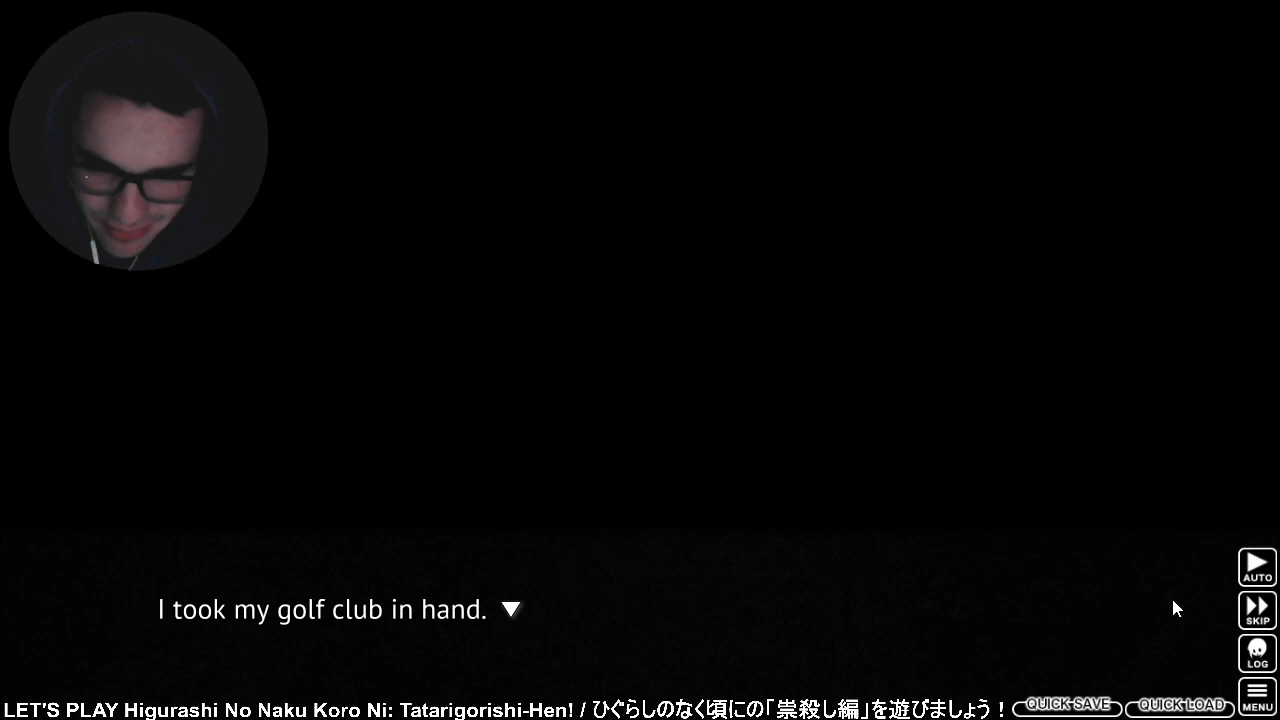 I took my golf club in hand.
AUTO
SKIP
LOG
MENU
LET'S PLAY Higurashi No Naku Koro Ni: Tatarigorishi-Hen! / ひぐらしのなく頃にの「祟殺し編」を遊びましょう！ QUICK SAVE QUICK LOAD